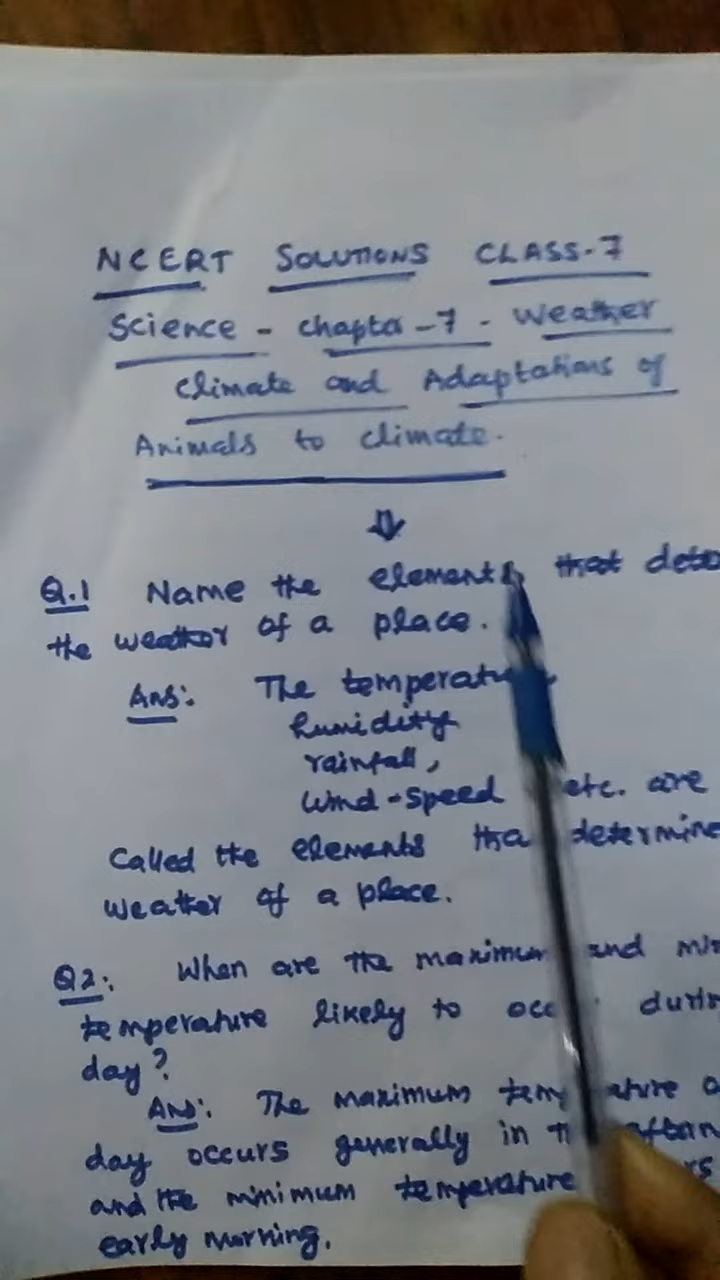 NCERT SOLUTIONS CLASS-7
Science - chapter -7 - Weather
climate and Adaptations of
Animals to climate.
Q.1 Name the elements that
the weather of a place.
Ans: The
humidity
rainfall,
wind-speed etc. are
called the elements determine
weather of a place.
Q2: When are the maximum and
temperature likely to
day?
Ans: The maximum
day occurs generally in
and the minimum temperature
early morning.